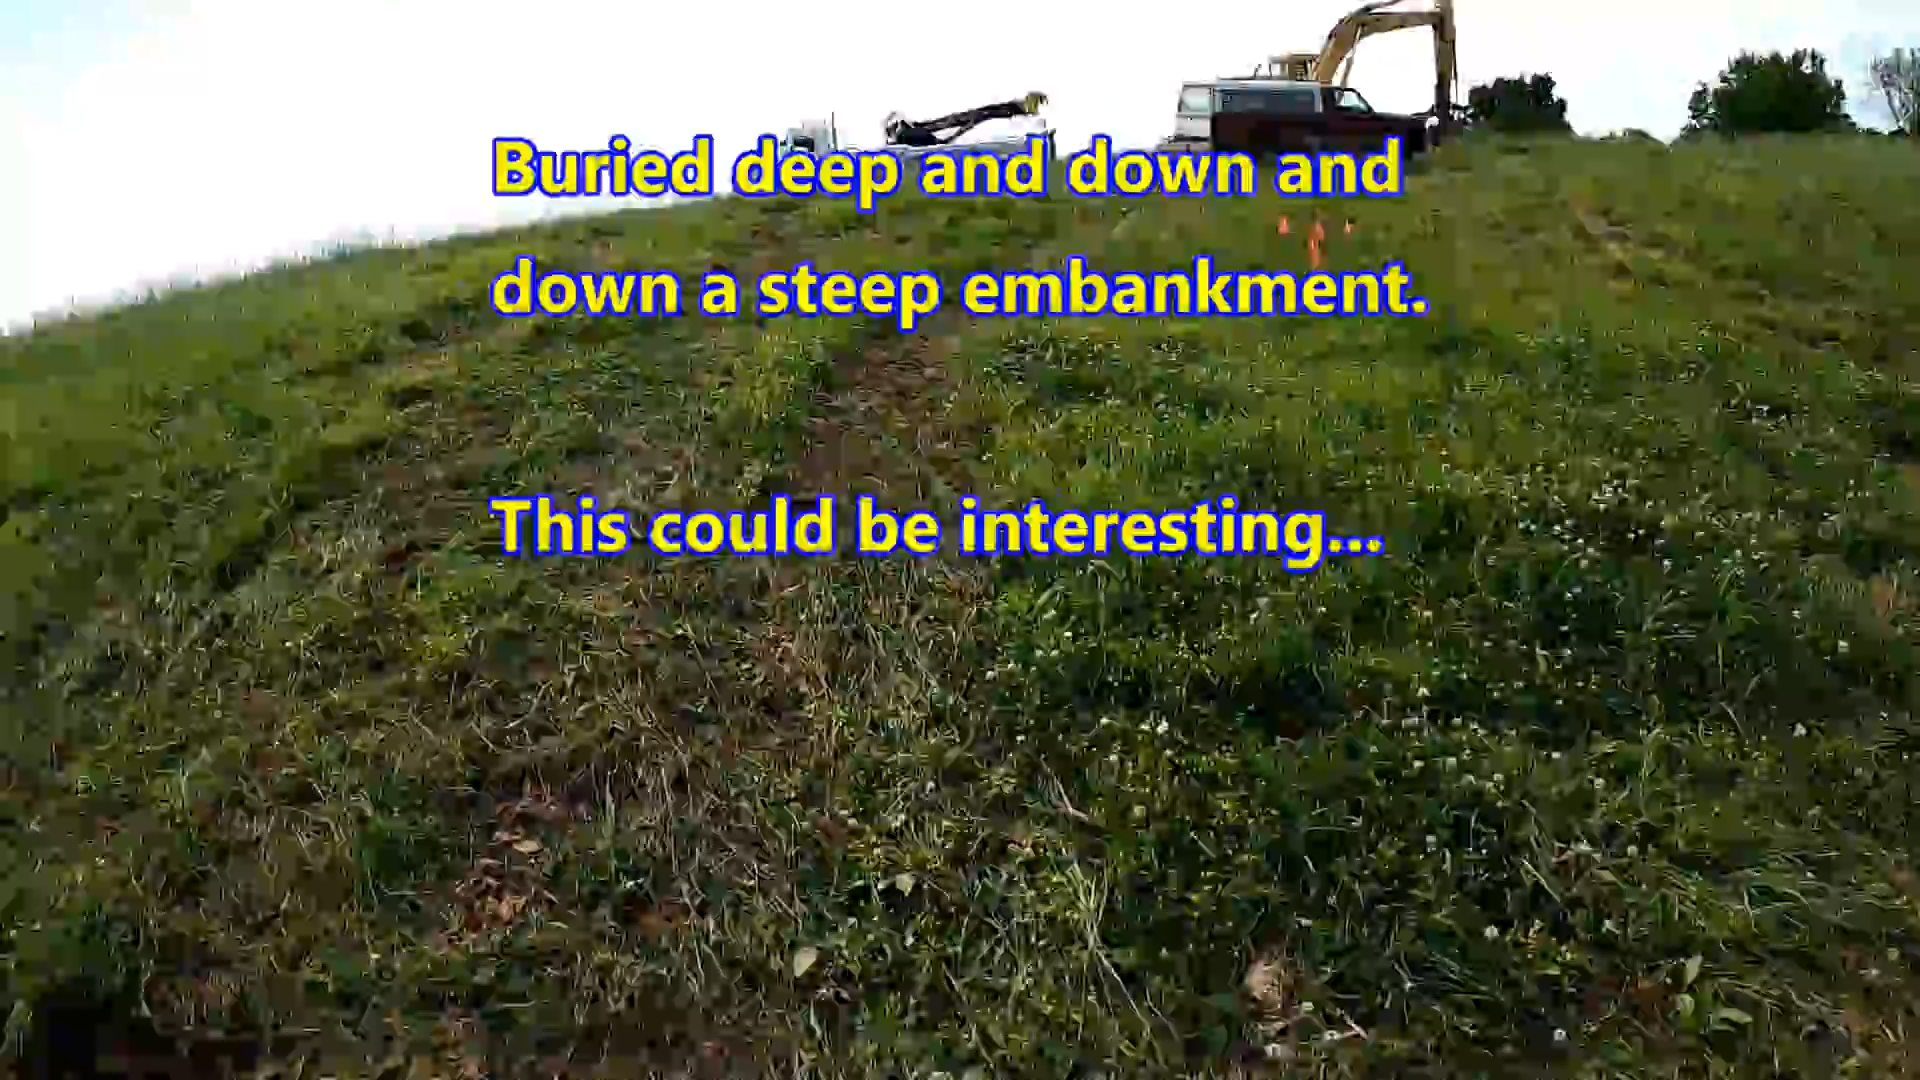 Buried deep and down and
down a steep embankment.
This could be interesting...